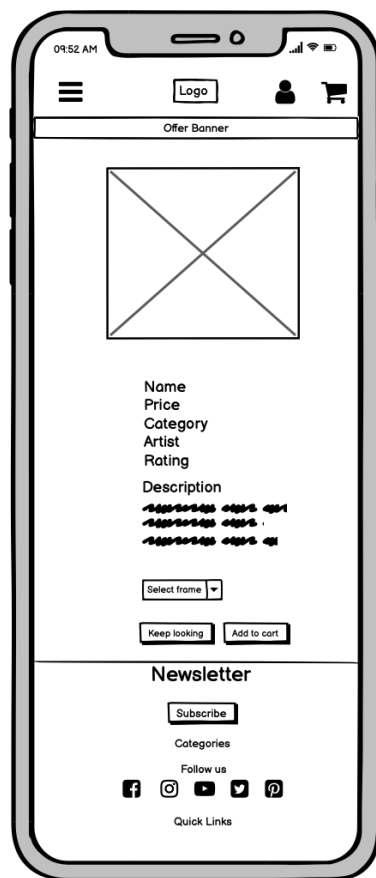 09:52 AM
Logo
Offer Banner
Name
Price
Category
Artist
Rating
Description
Select frame
Keep looking Add to cart
Newsletter
Subscribe
Categories
Follow us
Quick Links